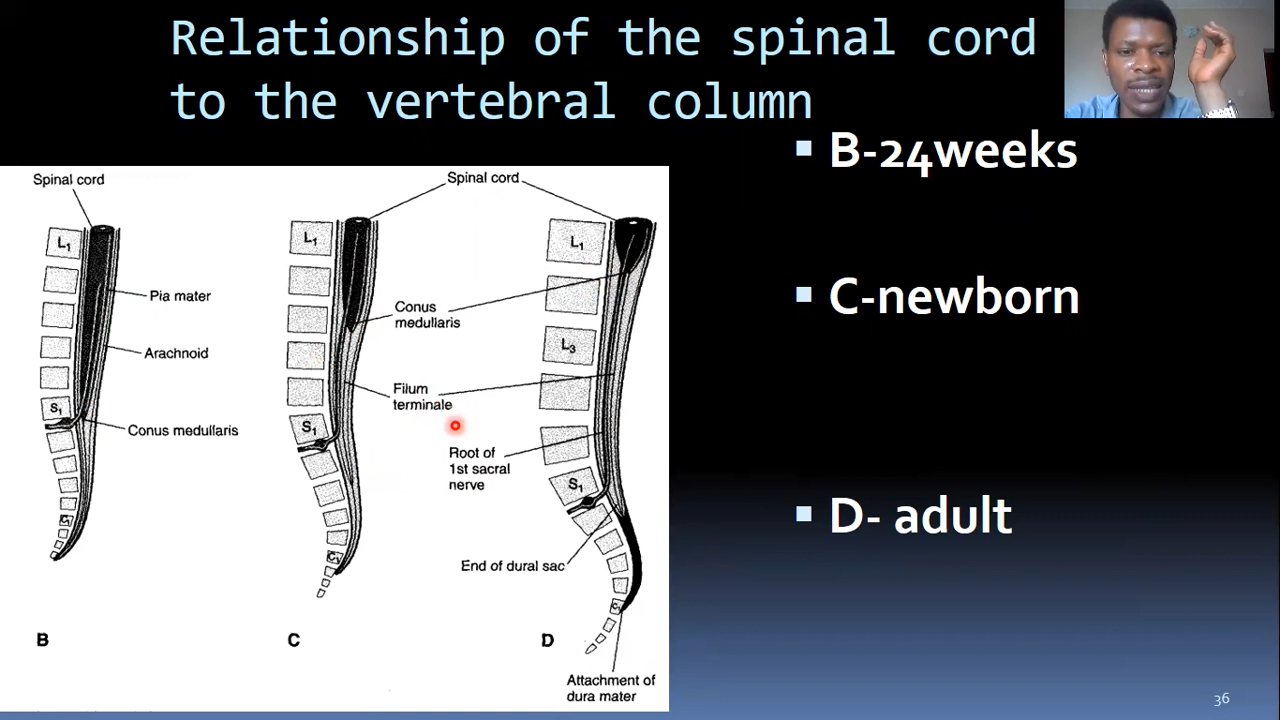 Relationship of the spinal cord
to the vertebral column
B-24weeks
C-newborn
D- adult
Spinal cord
L1
Pia mater
Arachnoid
S1
Conus medullaris
B
Spinal cord
L1
Conus
medullaris
Filum
terminale
S1
Root of
1st sacral
nerve
C
L1
L3
S1
End of dural sac
D
Attachment of
dura mater
36